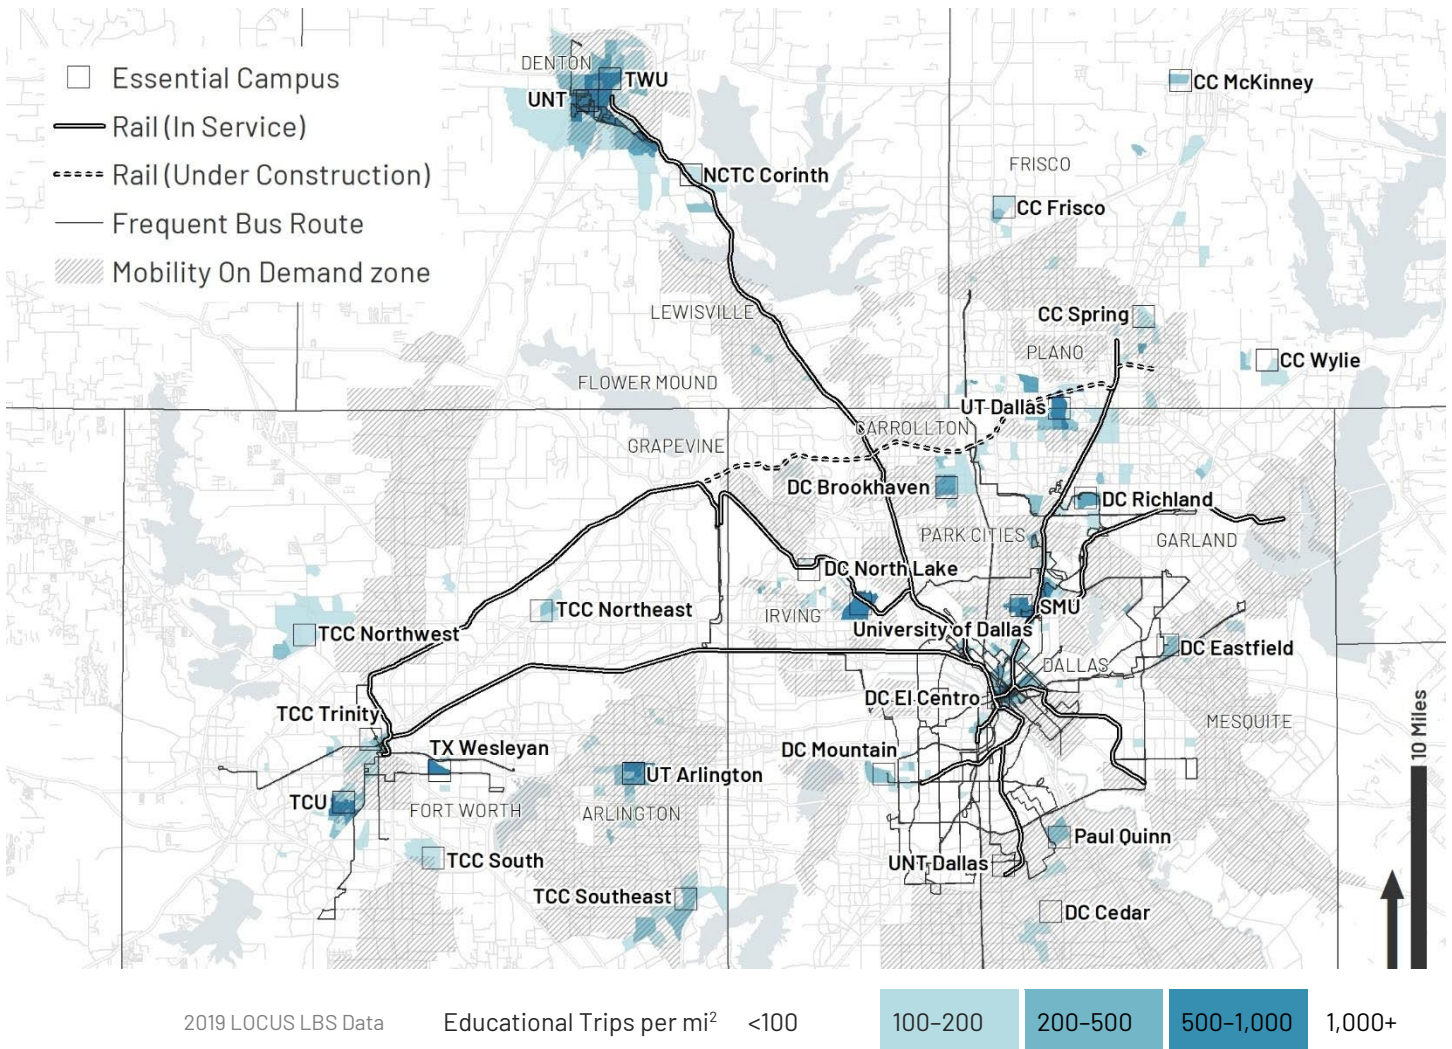 Essential Campus
Rail (In Service)
Rail (Under Construction)
Frequent Bus Route
Mobility On Demand zone
DENTON
TWU
UNT
CC McKinney
NCTC Corinth
FRISCO
CC Frisco
LEWISVILLE
CC Spring
PLANO
CC Wylie
FLOWER MOUND
UT Dallas
CARROLLTON
GRAPEVINE
DC Brookhaven
DC Richland
PARK CITIES
GARLAND
DC North Lake
TCC Northeast
IRVING
SMU
TCC Northwest
University of Dallas
DC Eastfield
DALLAS
DC El Centro
TCC Trinity
MESQUITE
TX Wesleyan
DC Mountain
UT Arlington
TCU
FORT WORTH
ARLINGTON
Paul Quinn
TCC South
UNT Dallas
TCC Southeast
DC Cedar
10 Miles
2019 LOCUS LBS Data
Educational Trips per mi² <100 100–200 200–500 500–1,000 1,000+